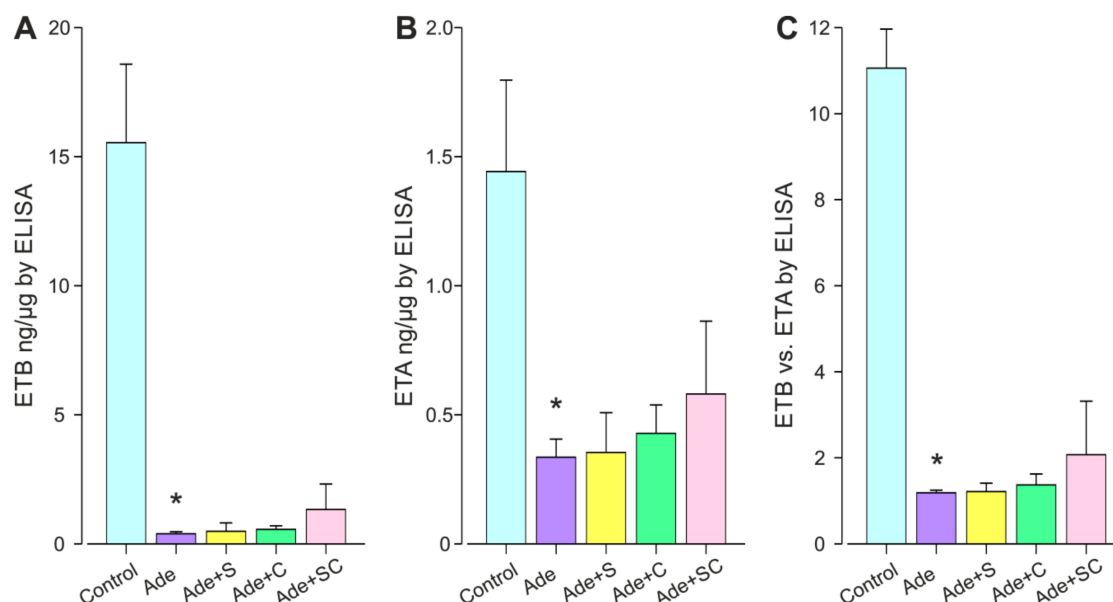 A
ETB ng/µg by ELISA
20
15
10
5
0
*
Control
Ade
Ade+S
Ade+C
Ade+SC
B
ETA ng/µg by ELISA
2.0
1.5
1.0
0.5
0
*
Control
Ade
Ade+S
Ade+C
Ade+SC
C
ETB vs. ETA by ELISA
12
10
8
6
4
2
0
*
Control
Ade
Ade+S
Ade+C
Ade+SC